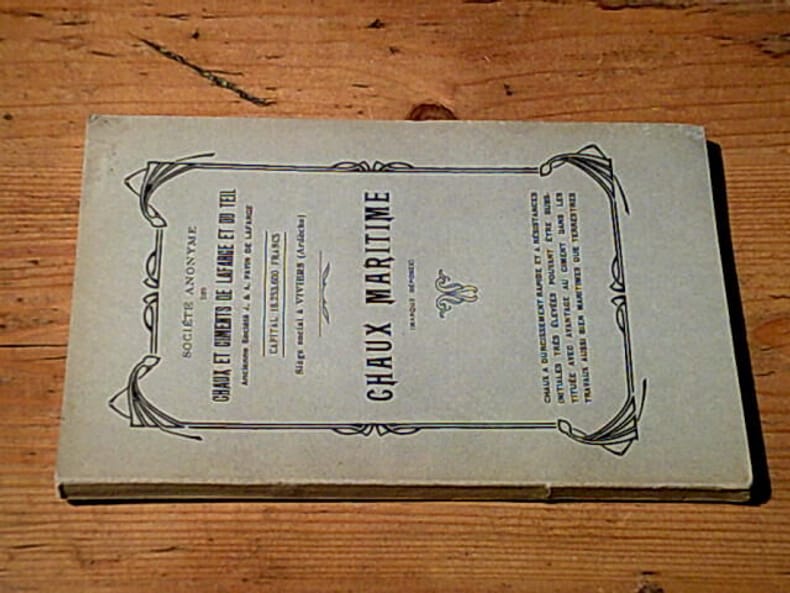 SOCIÉTÉ ANONYME
DES
CHAUX ET CIMENTS DE LAFARGE ET DU TEIL
Ancienne Société J. & A. PAVIN DE LAFARGE
CAPITAL: 18.253.600 FRANCS
Siège social à VIVIERS (Ardèche)
CHAUX MARITIME
(MARQUE DÉPOSÉE)
CHAUX A DURCISSEMENT RAPIDE ET A RÉSISTANCES
INITIALES TRÈS ÉLEVÉES POUVANT ÊTRE SUBS-
TITUÉE AVEC AVANTAGE AU CIMENT DANS LES
TRAVAUX AUSSI BIEN MARITIMES QUE TERRESTRES